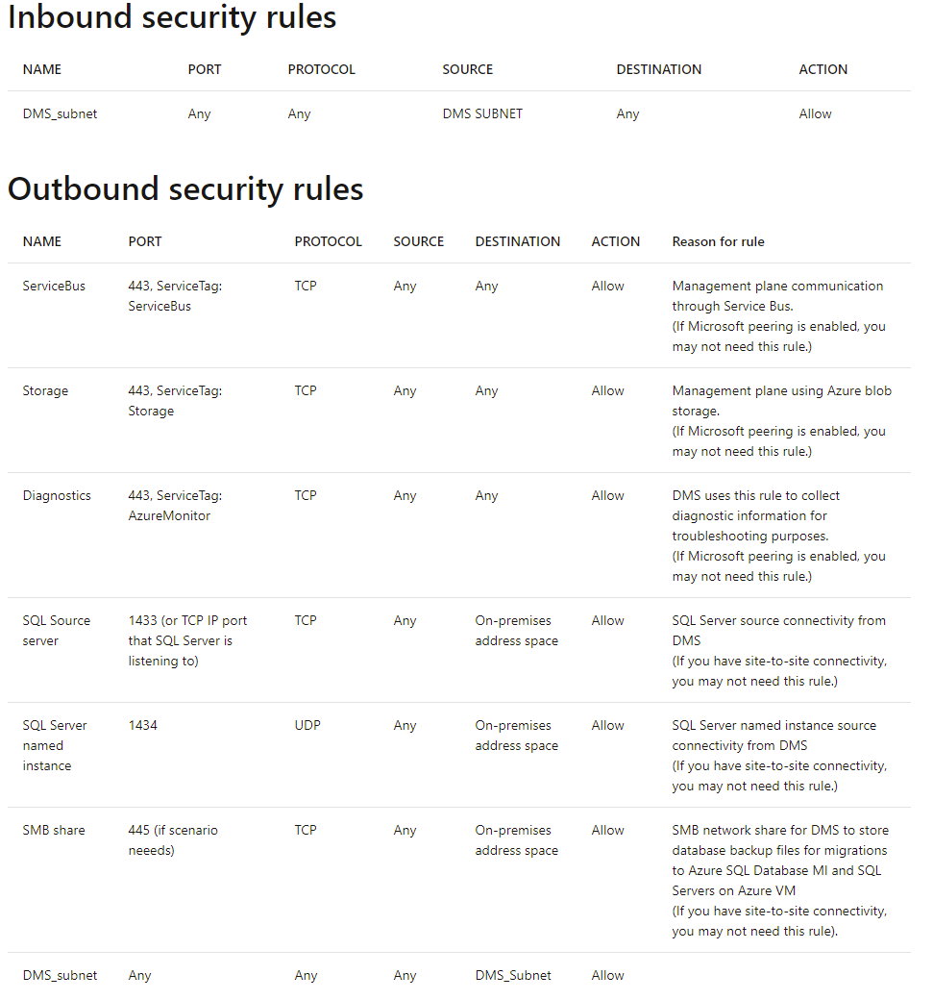 Inbound security rules
NAME PORT PROTOCOL SOURCE DESTINATION ACTION
DMS_subnet Any Any DMS SUBNET Any Allow
Outbound security rules
NAME PORT PROTOCOL SOURCE DESTINATION ACTION Reason for rule
ServiceBus 443, ServiceTag: TCP Any Any Allow Management plane communication
ServiceBus through Service Bus.
(If Microsoft peering is enabled, you
may not need this rule.)
Storage 443, ServiceTag: TCP Any Any Allow Management plane using Azure blob
Storage storage.
(If Microsoft peering is enabled, you
may not need this rule.)
Diagnostics 443, ServiceTag: TCP Any Any Allow DMS uses this rule to collect
AzureMonitor diagnostic information for
troubleshooting purposes.
(If Microsoft peering is enabled, you
may not need this rule.)
SQL Source 1433 (or TCP IP port TCP Any On-premises Allow SQL Server source connectivity from
server that SQL Server is address space DMS
listening to) (If you have site-to-site connectivity,
you may not need this rule.)
SQL Server 1434 UDP Any On-premises Allow SQL Server named instance source
named address space connectivity from DMS
instance (If you have site-to-site connectivity,
you may not need this rule.)
SMB share 445 (if scenario TCP Any On-premises Allow SMB network share for DMS to store
neeeds) address space database backup files for migrations
to Azure SQL Database MI and SQL
Servers on Azure VM
(If you have site-to-site connectivity,
you may not need this rule).
DMS_subnet Any Any Any DMS_Subnet Allow